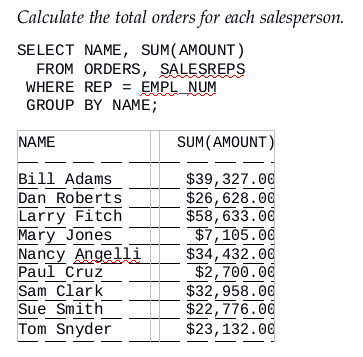 Calculate the total orders for each salesperson.
SELECT NAME, SUM(AMOUNT)
FROM ORDERS, SALESREPS
WHERE REP = EMPL_NUM
GROUP BY NAME;
NAME SUM(AMOUNT)
Bill Adams $39,327.00
Dan Roberts $26,628.00
Larry Fitch $58,633.00
Mary Jones $7,105.00
Nancy Angelli $34,432.00
Paul Cruz $2,700.00
Sam Clark $32,958.00
Sue Smith $22,776.00
Tom Snyder $23,132.00